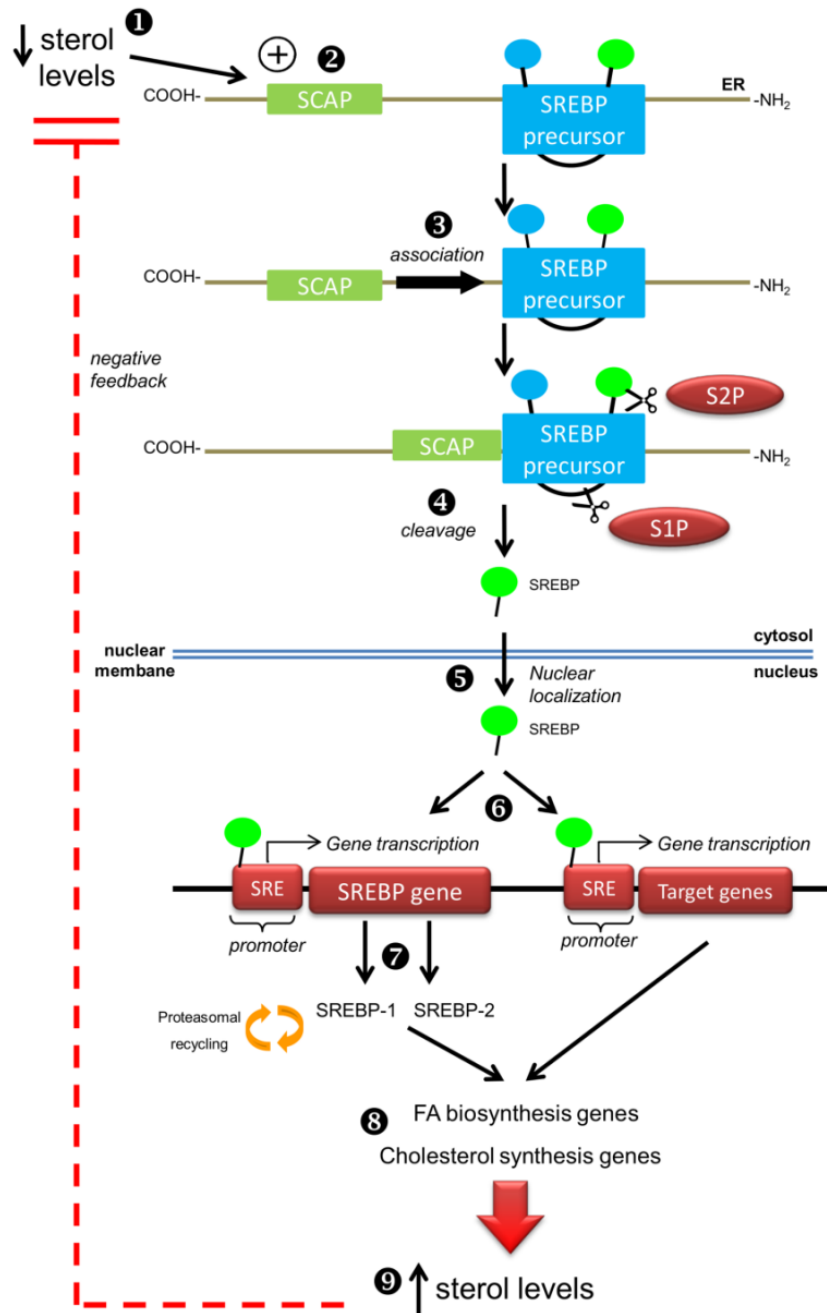 ❶
sterol
levels
+
❷
COOH-
SCAP
SREBP
precursor
ER
-NH2
❸
association
COOH-
SCAP
SREBP
precursor
-NH2
negative
feedback
S2P
COOH-
SCAP
SREBP
precursor
-NH2
❹
cleavage
S1P
SREBP
nuclear
membane
cytosol
nucleus
❺
Nuclear
localization
SREBP
❻
Gene transcription
Gene transcription
SRE
SREBP gene
SRE
Target genes
promoter
promoter
❼
Proteasomal
recycling
SREBP-1
SREBP-2
❽
FA biosynthesis genes
Cholesterol synthesis genes
❾
sterol levels